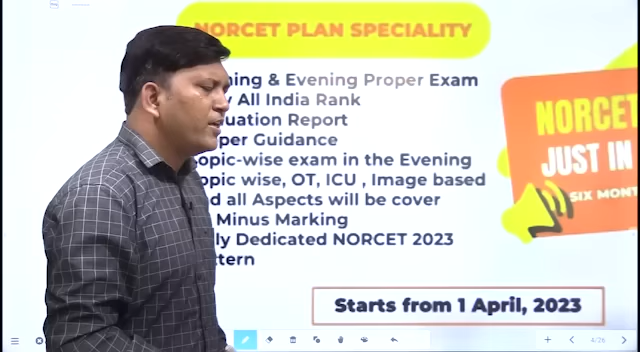 NORCET PLAN SPECIALITY
ning & Evening Proper Exam
All India Rank
uation Report
per Guidance
opic-wise exam in the Evening
opic wise, OT, ICU , Image based
d all Aspects will be cover
Minus Marking
ly Dedicated NORCET 2023
ttern
NORCET
JUST IN
SIX MONT
Starts from 1 April, 2023
4/26